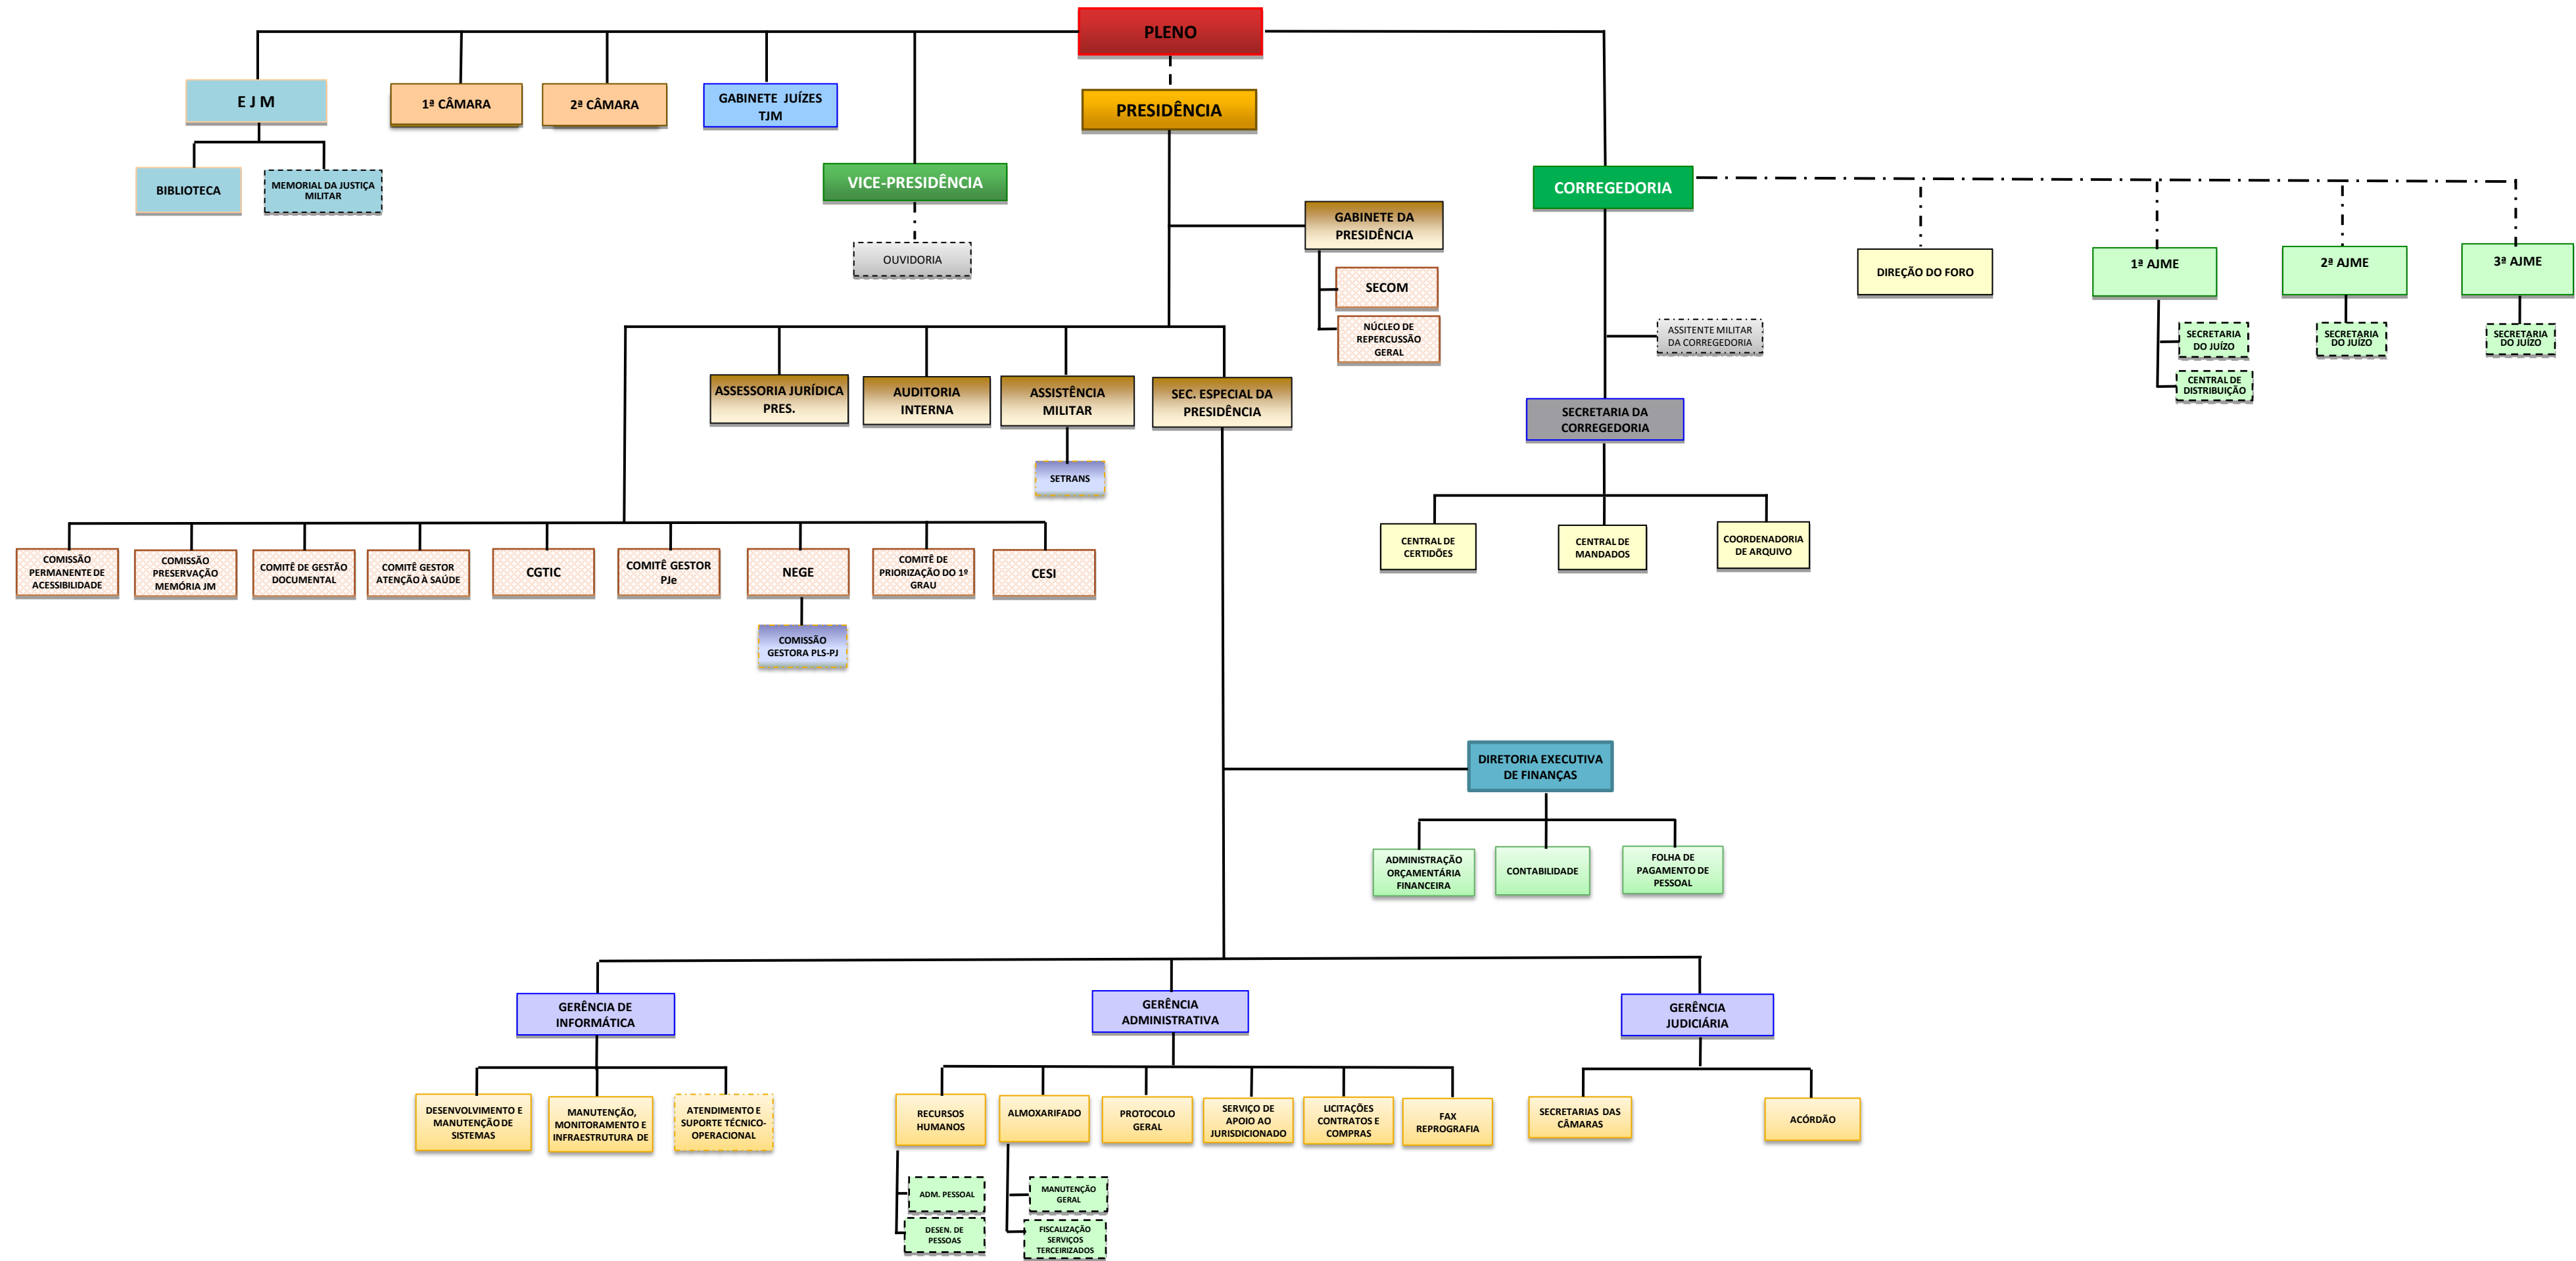 PLENO
E J M
1ª CÂMARA
2ª CÂMARA
GABINETE JUÍZES
TJM
PRESIDÊNCIA
BIBLIOTECA
MEMORIAL DA JUSTIÇA
MILITAR
VICE-PRESIDÊNCIA
OUVIDORIA
CORREGEDORIA
GABINETE DA
PRESIDÊNCIA
SECOM
NÚCLEO DE
REPERCUSSÃO
GERAL
DIREÇÃO DO FORO
1ª AJME
2ª AJME
3ª AJME
SECRETARIA
DO JUÍZO
CENTRAL DE
DISTRIBUIÇÃO
SECRETARIA
DO JUÍZO
SECRETARIA
DO JUÍZO
ASSITENTE MILITAR
DA CORREGEDORIA
ASSESSORIA JURÍDICA
PRES.
AUDITORIA
INTERNA
ASSISTÊNCIA
MILITAR
SEC. ESPECIAL DA
PRESIDÊNCIA
SETRANS
SECRETARIA DA
CORREGEDORIA
CENTRAL DE
CERTIDÕES
CENTRAL DE
MANDADOS
COORDENADORIA
DE ARQUIVO
COMISSÃO
PERMANENTE DE
ACESSIBILIDADE
COMISSÃO
PRESERVAÇÃO
MEMÓRIA JM
COMITÊ DE GESTÃO
DOCUMENTAL
COMITÊ GESTOR
ATENÇÃO À SAÚDE
CGTIC
COMITÊ GESTOR
PJe
NEGE
COMITÊ DE
PRIORIZAÇÃO DO 1º
GRAU
CESI
COMISSÃO
GESTORA PLS-PJ
DIRETORIA EXECUTIVA
DE FINANÇAS
ADMINISTRAÇÃO
ORÇAMENTÁRIA
FINANCEIRA
CONTABILIDADE
FOLHA DE
PAGAMENTO DE
PESSOAL
GERÊNCIA DE
INFORMÁTICA
GERÊNCIA
ADMINISTRATIVA
GERÊNCIA
JUDICIÁRIA
DESENVOLVIMENTO E
MANUTENÇÃO DE
SISTEMAS
MANUTENÇÃO,
MONITORAMENTO E
INFRAESTRUTURA DE
ATENDIMENTO E
SUPORTE TÉCNICO-
OPERACIONAL
RECURSOS
HUMANOS
ALMOXARIFADO
PROTOCOLO
GERAL
SERVIÇO DE
APOIO AO
JURISDICIONADO
LICITAÇÕES
CONTRATOS E
COMPRAS
FAX
REPROGRAFIA
SECRETARIAS DAS
CÂMARAS
ACÓRDÃO
ADM. PESSOAL
DESEN. DE
PESSOAS
MANUTENÇÃO
GERAL
FISCALIZAÇÃO
SERVIÇOS
TERCEIRIZADOS